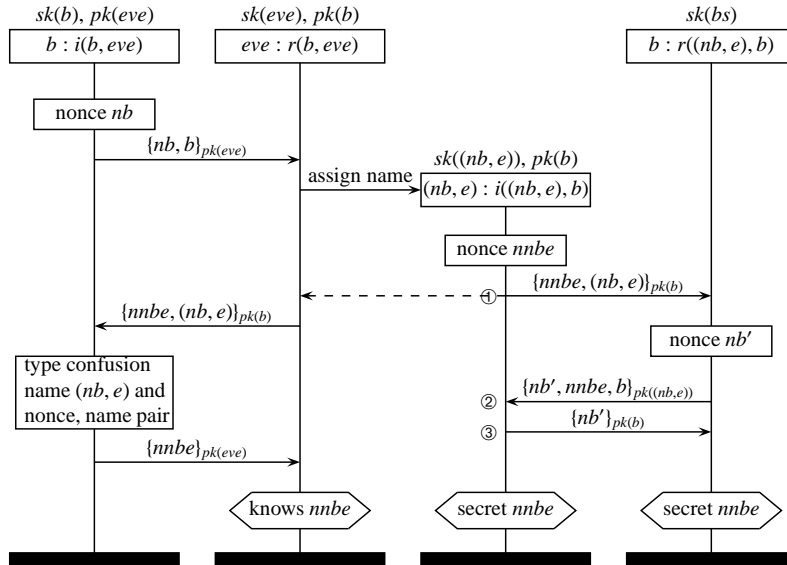 sk(b), pk(eve)
sk(eve), pk(b)
sk(bs)
b : i(b, eve)
eve : r(b, eve)
b : r((nb, e), b)
nonce nb
{nb, b}pk(eve)
sk((nb, e)), pk(b)
assign name
(nb, e) : i((nb, e), b)
nonce nnbe
① {nnbe, (nb, e)}pk(b)
{nnbe, (nb, e)}pk(b)
nonce nb′
type confusion
name (nb, e) and
nonce, name pair
② {nb′, nnbe, b}pk((nb,e))
③ {nb′}pk(b)
{nnbe}pk(eve)
knows nnbe
secret nnbe
secret nnbe